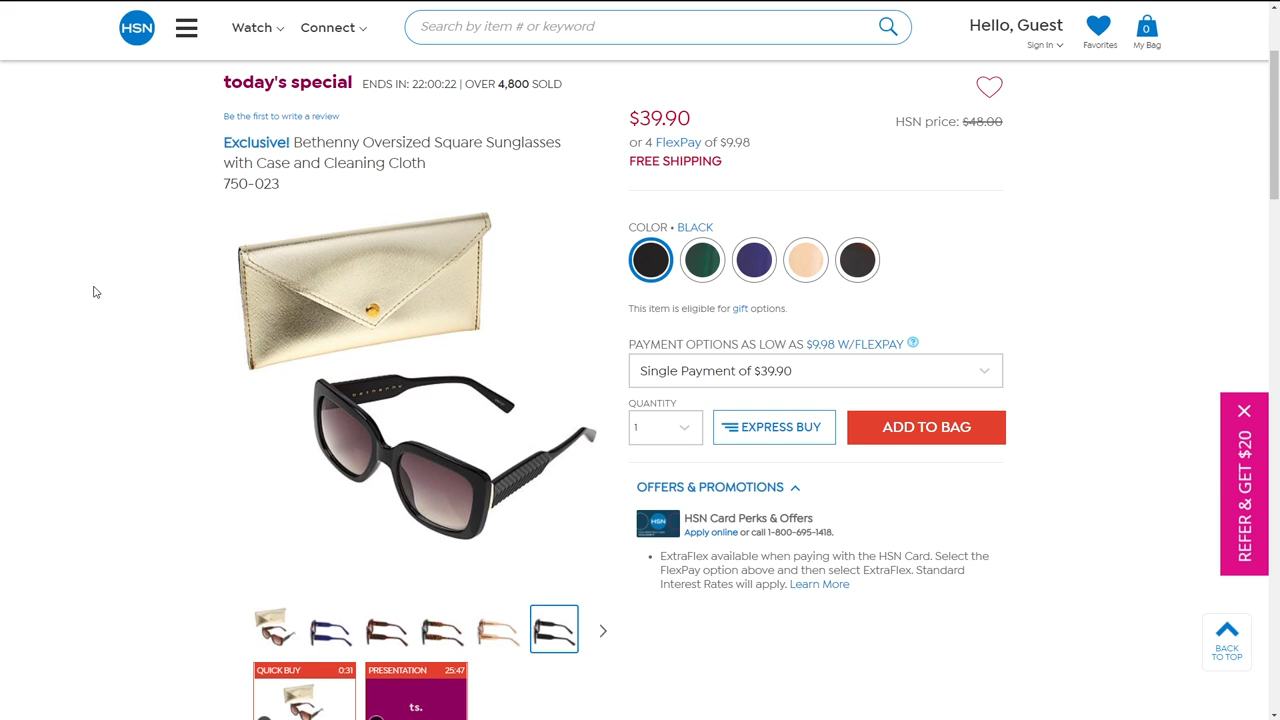 HSN
Watch
Connect
Search by item # or keyword
Hello, Guest
Sign In
Favorites
0
My Bag
today's special ENDS IN: 22:00:22 | OVER 4,800 SOLD
Be the first to write a review
Exclusive! Bethenny Oversized Square Sunglasses
with Case and Cleaning Cloth
750-023
$39.90
HSN price: $48.00
or 4 FlexPay of $9.98
FREE SHIPPING
COLOR • BLACK
This item is eligible for gift options.
PAYMENT OPTIONS AS LOW AS $9.98 W/FLEXPAY ?
Single Payment of $39.90
QUANTITY
1
EXPRESS BUY
ADD TO BAG
OFFERS & PROMOTIONS
HSN
HSN Card Perks & Offers
Apply online or call 1-800-695-1418.
• ExtraFlex available when paying with the HSN Card. Select the
FlexPay option above and then select ExtraFlex. Standard
Interest Rates will apply. Learn More
QUICK BUY 0:31
PRESENTATION 25:47
ts.
REFER & GET $20
BACK
TO TOP